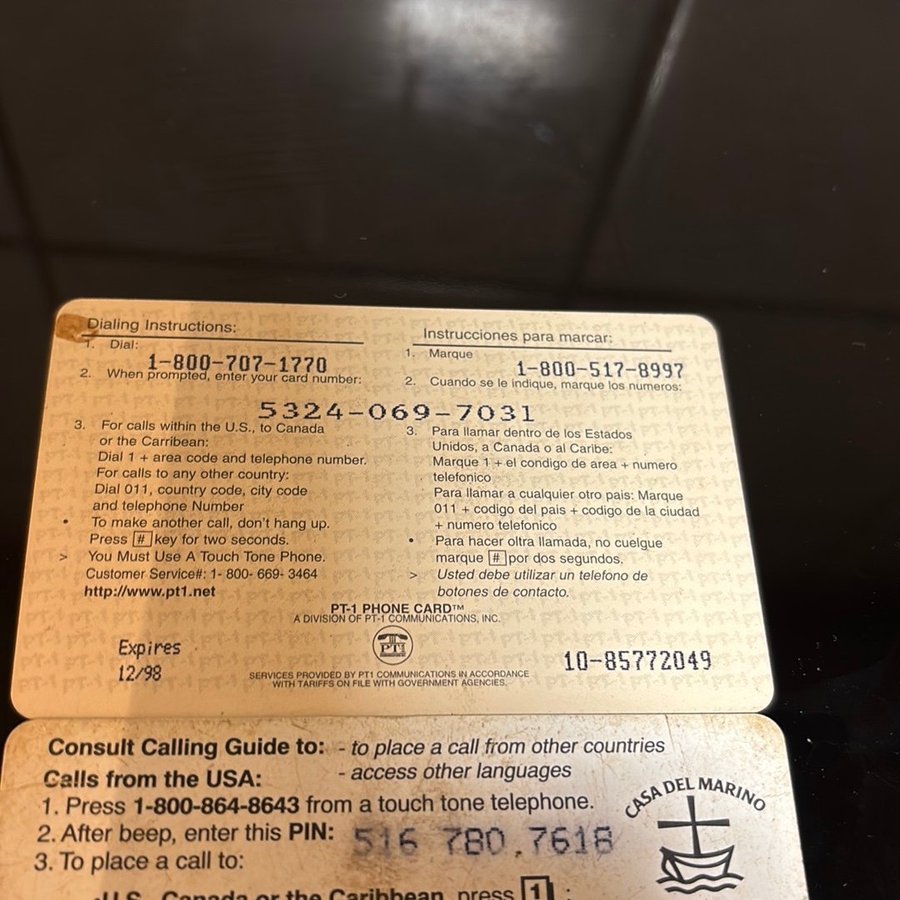 Dialing Instructions:
1. Dial:
1-800-707-1770
2. When prompted, enter your card number:
Instrucciones para marcar:
1. Marque
1-800-517-8997
2. Cuando se le indique, marque los numeros:
5324-069-7031
3. For calls within the U.S., to Canada
or the Carribean:
Dial 1 + area code and telephone number.
For calls to any other country:
Dial 011, country code, city code
and telephone Number
• To make another call, don't hang up.
Press # key for two seconds.
> You Must Use A Touch Tone Phone.
Customer Service#: 1- 800- 669- 3464
http://www.pt1.net
3. Para llamar dentro de los Estados
Unidos, a Canada o al Caribe:
Marque 1 + el condigo de area + numero
telefonico
Para llamar a cualquier otro pais: Marque
011 + codigo del pais + codigo de la ciudad
+ numero telefonico
• Para hacer oltra llamada, no cuelgue
marque # por dos segundos.
> Usted debe utilizar un telefono de
botones de contacto.
PT-1 PHONE CARD™
A DIVISION OF PT-1 COMMUNICATIONS, INC.
PT1
Expires
12/98
10-85772049
SERVICES PROVIDED BY PT1 COMMUNICATIONS IN ACCORDANCE
WITH TARIFFS ON FILE WITH GOVERNMENT AGENCIES.
Consult Calling Guide to: - to place a call from other countries
- access other languages
Calls from the USA:
1. Press 1-800-864-8643 from a touch tone telephone.
2. After beep, enter this PIN: 516 780.7618
3. To place a call to:
CASA DEL MARINO
•U.S., Canada or the Caribbean, press 1 :